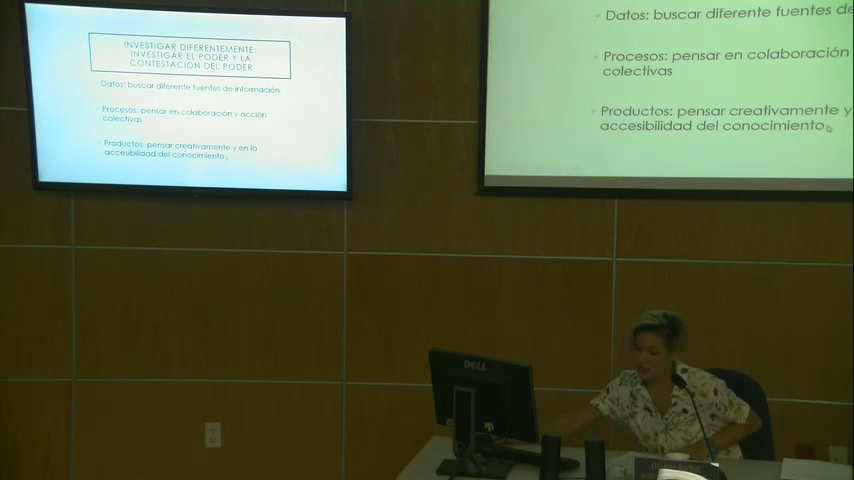 INVESTIGAR DIFERENTEMENTE:
INVESTIGAR EL PODER Y LA
CONTESTACIÓN DEL PODER
Datos: buscar diferente fuentes de información
Procesos: pensar en colaboración y acción
colectivas
Productos: pensar creativamente y en la
accesibilidad del conocimiento
Datos: buscar diferente fuentes de
Procesos: pensar en colaboración
colectivas
Productos: pensar creativamente y
accesibilidad del conocimiento
DELL